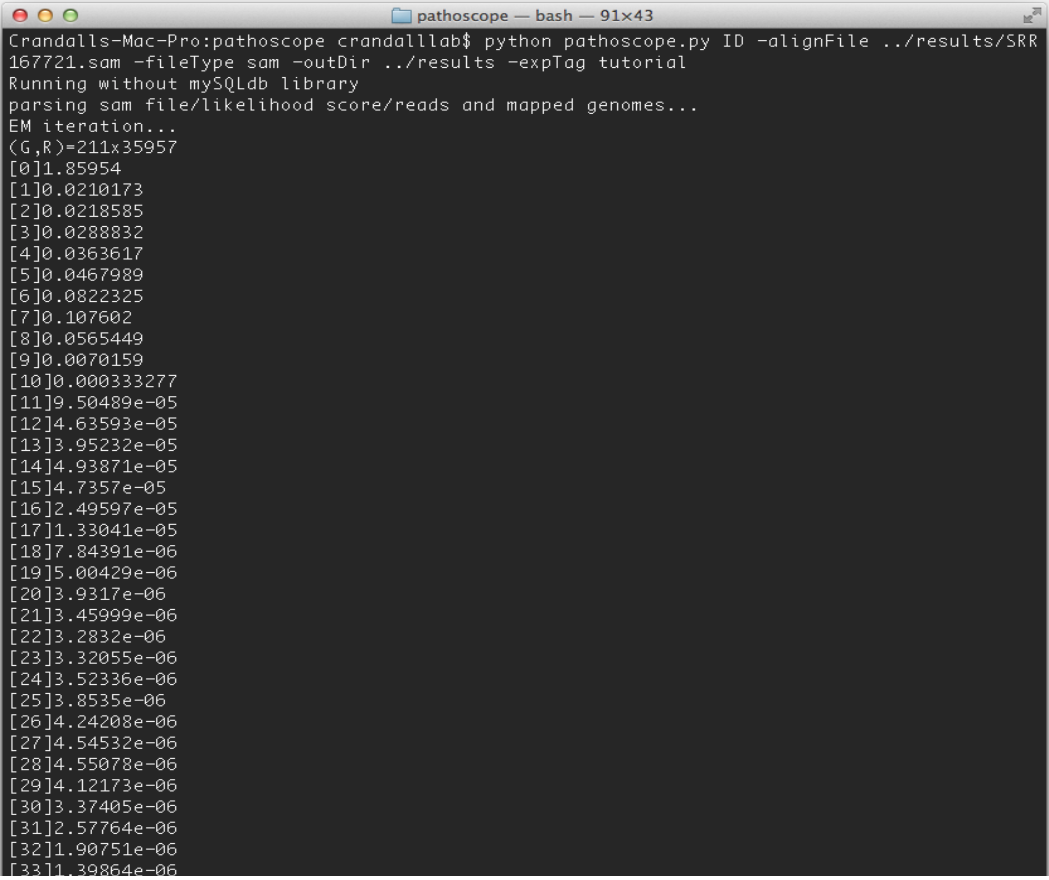 pathoscope — bash — 91×43
Crandalls-Mac-Pro:pathoscope crandalllab$ python pathoscope.py ID -alignFile ../results/SRR
167721.sam -fileType sam -outDir ../results -expTag tutorial
Running without mySQLdb library
parsing sam file/likelihood score/reads and mapped genomes...
EM iteration...
(G,R)=211x35957
[0]1.85954
[1]0.0210173
[2]0.0218585
[3]0.0288832
[4]0.0363617
[5]0.0467989
[6]0.0822325
[7]0.107602
[8]0.0565449
[9]0.0070159
[10]0.000333277
[11]9.50489e-05
[12]4.63593e-05
[13]3.95232e-05
[14]4.93871e-05
[15]4.7357e-05
[16]2.49597e-05
[17]1.33041e-05
[18]7.84391e-06
[19]5.00429e-06
[20]3.9317e-06
[21]3.45999e-06
[22]3.2832e-06
[23]3.32055e-06
[24]3.52336e-06
[25]3.8535e-06
[26]4.24208e-06
[27]4.54532e-06
[28]4.55078e-06
[29]4.12173e-06
[30]3.37405e-06
[31]2.57764e-06
[32]1.90751e-06
[33]1.39864e-06